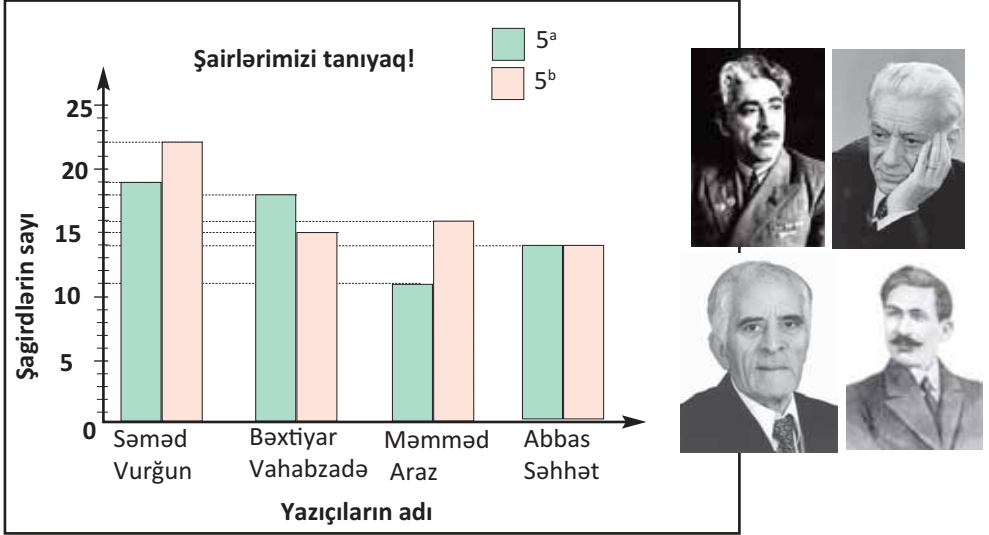 Şairlərimizi tanıyaq!
5ᵃ
5ᵇ
Şagirdlərin sayı
25
20
15
10
5
0
Səməd Vurğun
Bəxtiyar Vahabzadə
Məmməd Araz
Abbas Səhhət
Yazıçıların adı